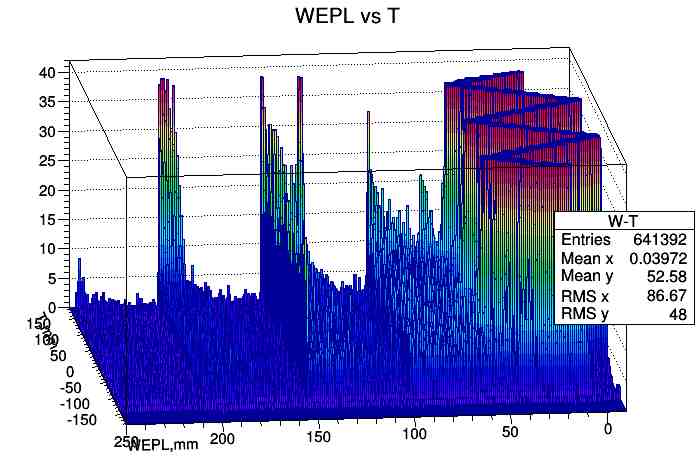 WEPL vs T
40
35
30
25
20
15
10
5
0
W-T
Entries 641392
Mean x 0.03972
Mean y 52.58
RMS x 86.67
RMS y 48
150
100
50
0
-50
-100
-150
250 200 150 100 50 0
WEPL,mm